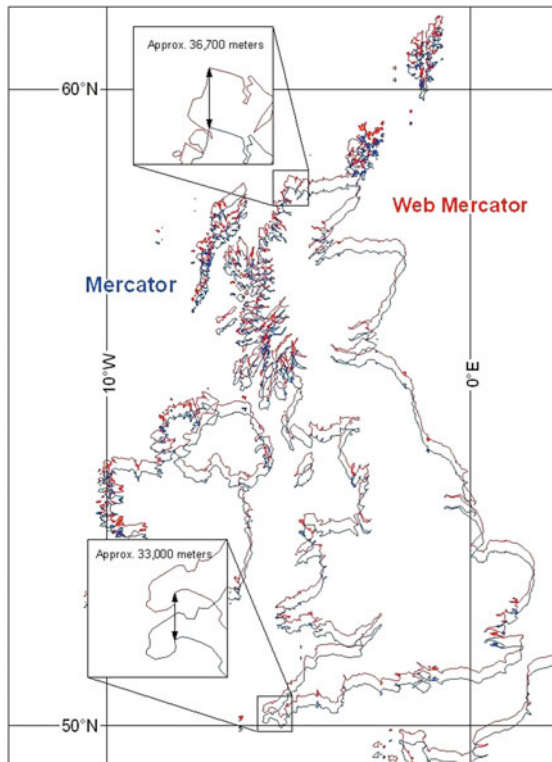 Approx. 36,700 meters
60°N
Web Mercator
Mercator
10°W
0°E
Approx. 33,000 meters
50°N